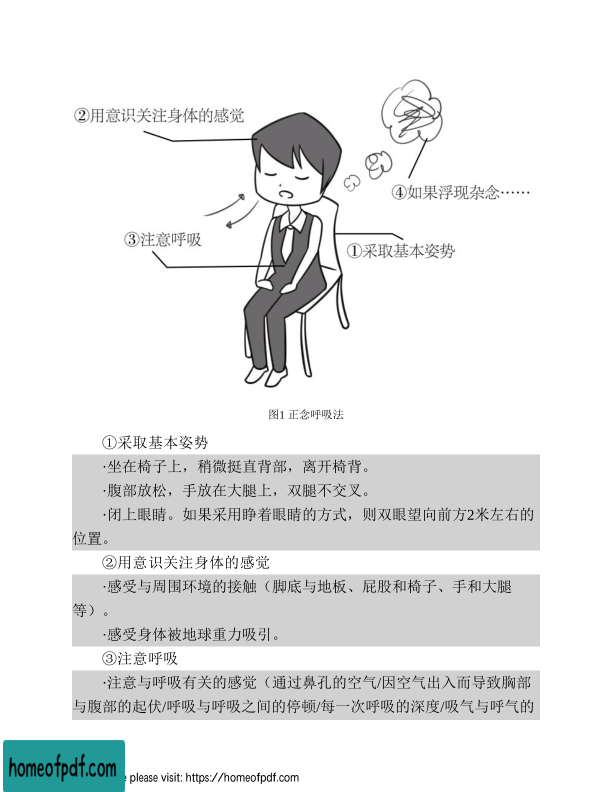 ②用意识关注身体的感觉
④如果浮现杂念……
③注意呼吸
①采取基本姿势
图1 正念呼吸法
①采取基本姿势
·坐在椅子上，稍微挺直背部，离开椅背。
·腹部放松，手放在大腿上，双腿不交叉。
·闭上眼睛。如果采用睁着眼睛的方式，则双眼望向前方2米左右的
位置。
②用意识关注身体的感觉
·感受与周围环境的接触（脚底与地板、屁股和椅子、手和大腿
等）。
·感受身体被地球重力吸引。
③注意呼吸
·注意与呼吸有关的感觉（通过鼻孔的空气/因空气出入而导致胸部
与腹部的起伏/呼吸与呼吸之间的停顿/每一次呼吸的深度/吸气与呼气的
homeofpdf.com
please visit: https://homeofpdf.com